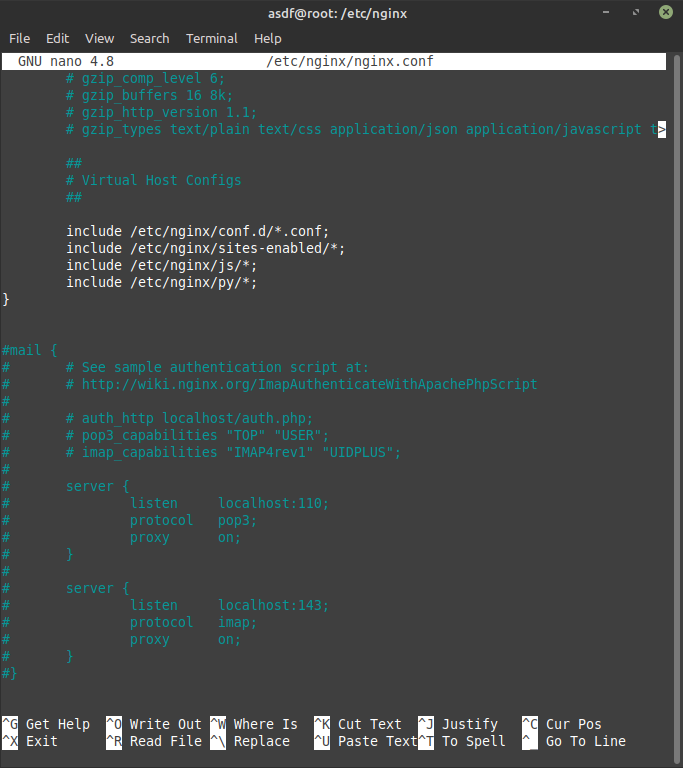 asdf@root: /etc/nginx
File Edit View Search Terminal Help
GNU nano 4.8 /etc/nginx/nginx.conf
# gzip_comp_level 6;
# gzip_buffers 16 8k;
# gzip_http_version 1.1;
# gzip_types text/plain text/css application/json application/javascript t>
##
# Virtual Host Configs
##
include /etc/nginx/conf.d/*.conf;
include /etc/nginx/sites-enabled/*;
include /etc/nginx/js/*;
include /etc/nginx/py/*;
}
#mail {
# # See sample authentication script at:
# # http://wiki.nginx.org/ImapAuthenticateWithApachePhpScript
#
# # auth_http localhost/auth.php;
# # pop3_capabilities "TOP" "USER";
# # imap_capabilities "IMAP4rev1" "UIDPLUS";
#
# server {
# listen localhost:110;
# protocol pop3;
# proxy on;
# }
#
# server {
# listen localhost:143;
# protocol imap;
# proxy on;
# }
#}
^G Get Help ^O Write Out ^W Where Is ^K Cut Text ^J Justify ^C Cur Pos
^X Exit ^R Read File ^\ Replace ^U Paste Text ^T To Spell ^_ Go To Line